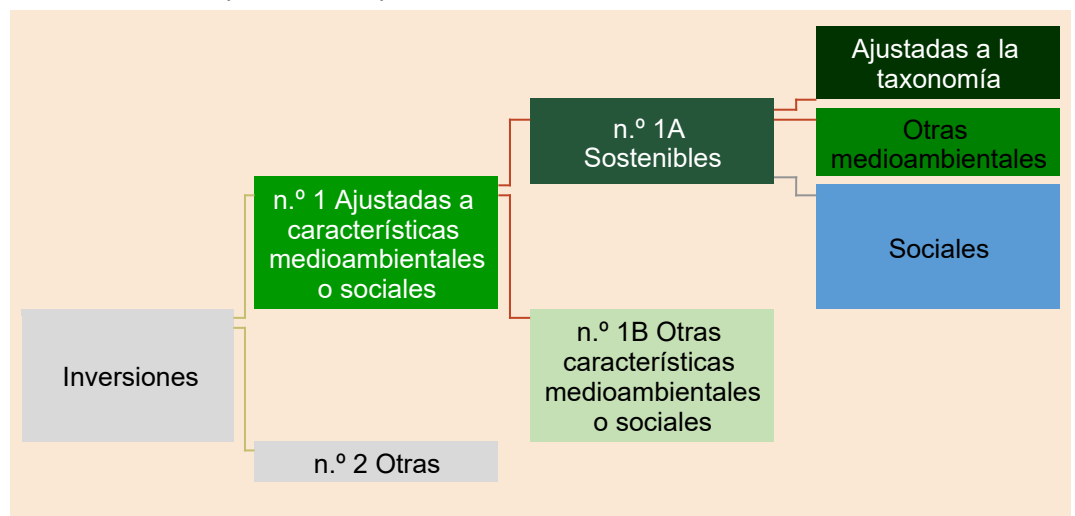 Ajustadas a la
taxonomía
n.º 1A
Sostenibles
Otras
medioambientales
n.º 1 Ajustadas a
características
medioambientales
o sociales
Sociales
n.º 1B Otras
características
medioambientales
o sociales
Inversiones
n.º 2 Otras